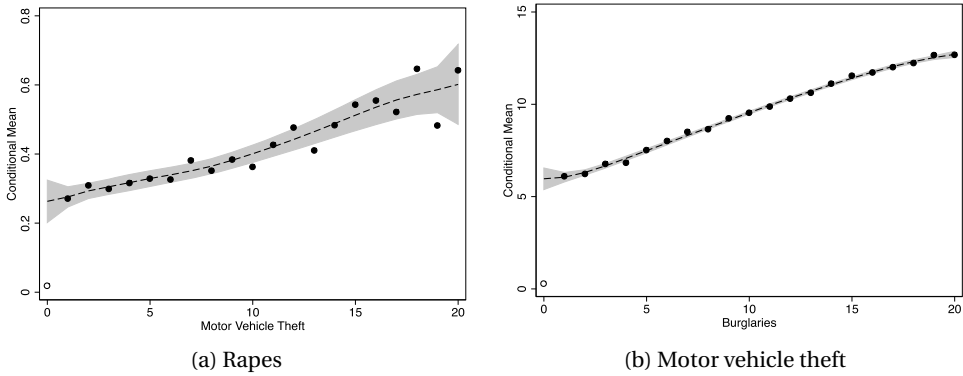 0.8
0.6
0.4
0.2
0
Conditional Mean
0 5 10 15 20
Motor Vehicle Theft
(a) Rapes
15
10
5
0
Conditional Mean
0 5 10 15 20
Burglaries
(b) Motor vehicle theft